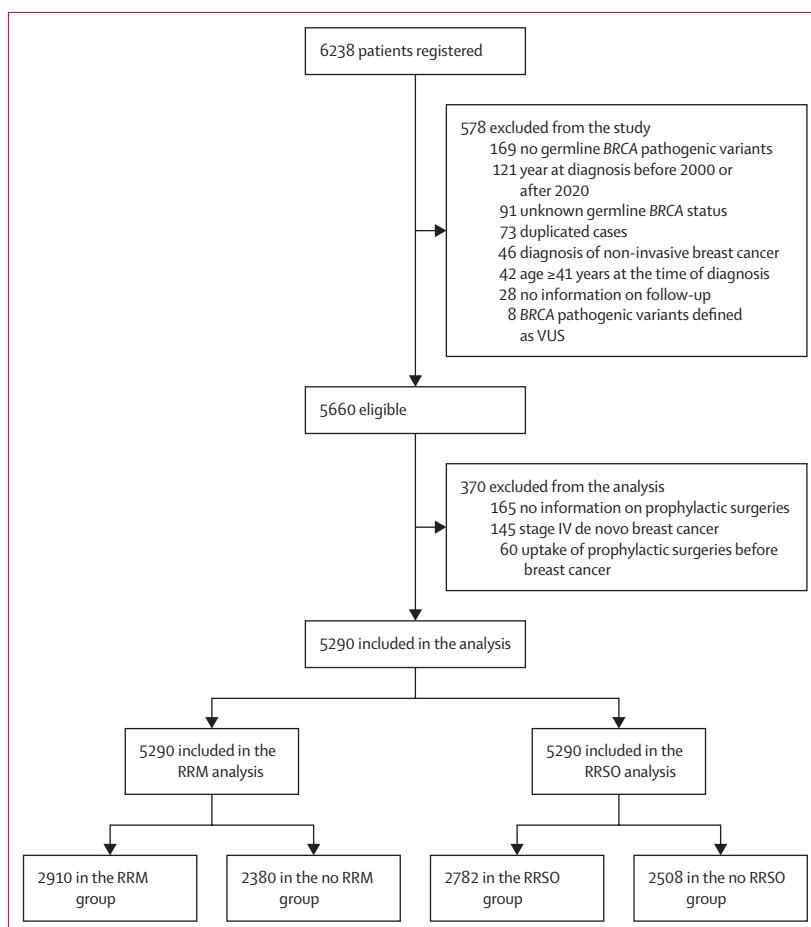 6238 patients registered
578 excluded from the study
169 no germline BRCA pathogenic variants
121 year at diagnosis before 2000 or
after 2020
91 unknown germline BRCA status
73 duplicated cases
46 diagnosis of non-invasive breast cancer
42 age ≥41 years at the time of diagnosis
28 no information on follow-up
8 BRCA pathogenic variants defined
as VUS
5660 eligible
370 excluded from the analysis
165 no information on prophylactic surgeries
145 stage IV de novo breast cancer
60 uptake of prophylactic surgeries before
breast cancer
5290 included in the analysis
5290 included in the
RRM analysis
5290 included in the
RRSO analysis
2910 in the RRM
group
2380 in the no RRM
group
2782 in the RRSO
group
2508 in the no RRSO
group